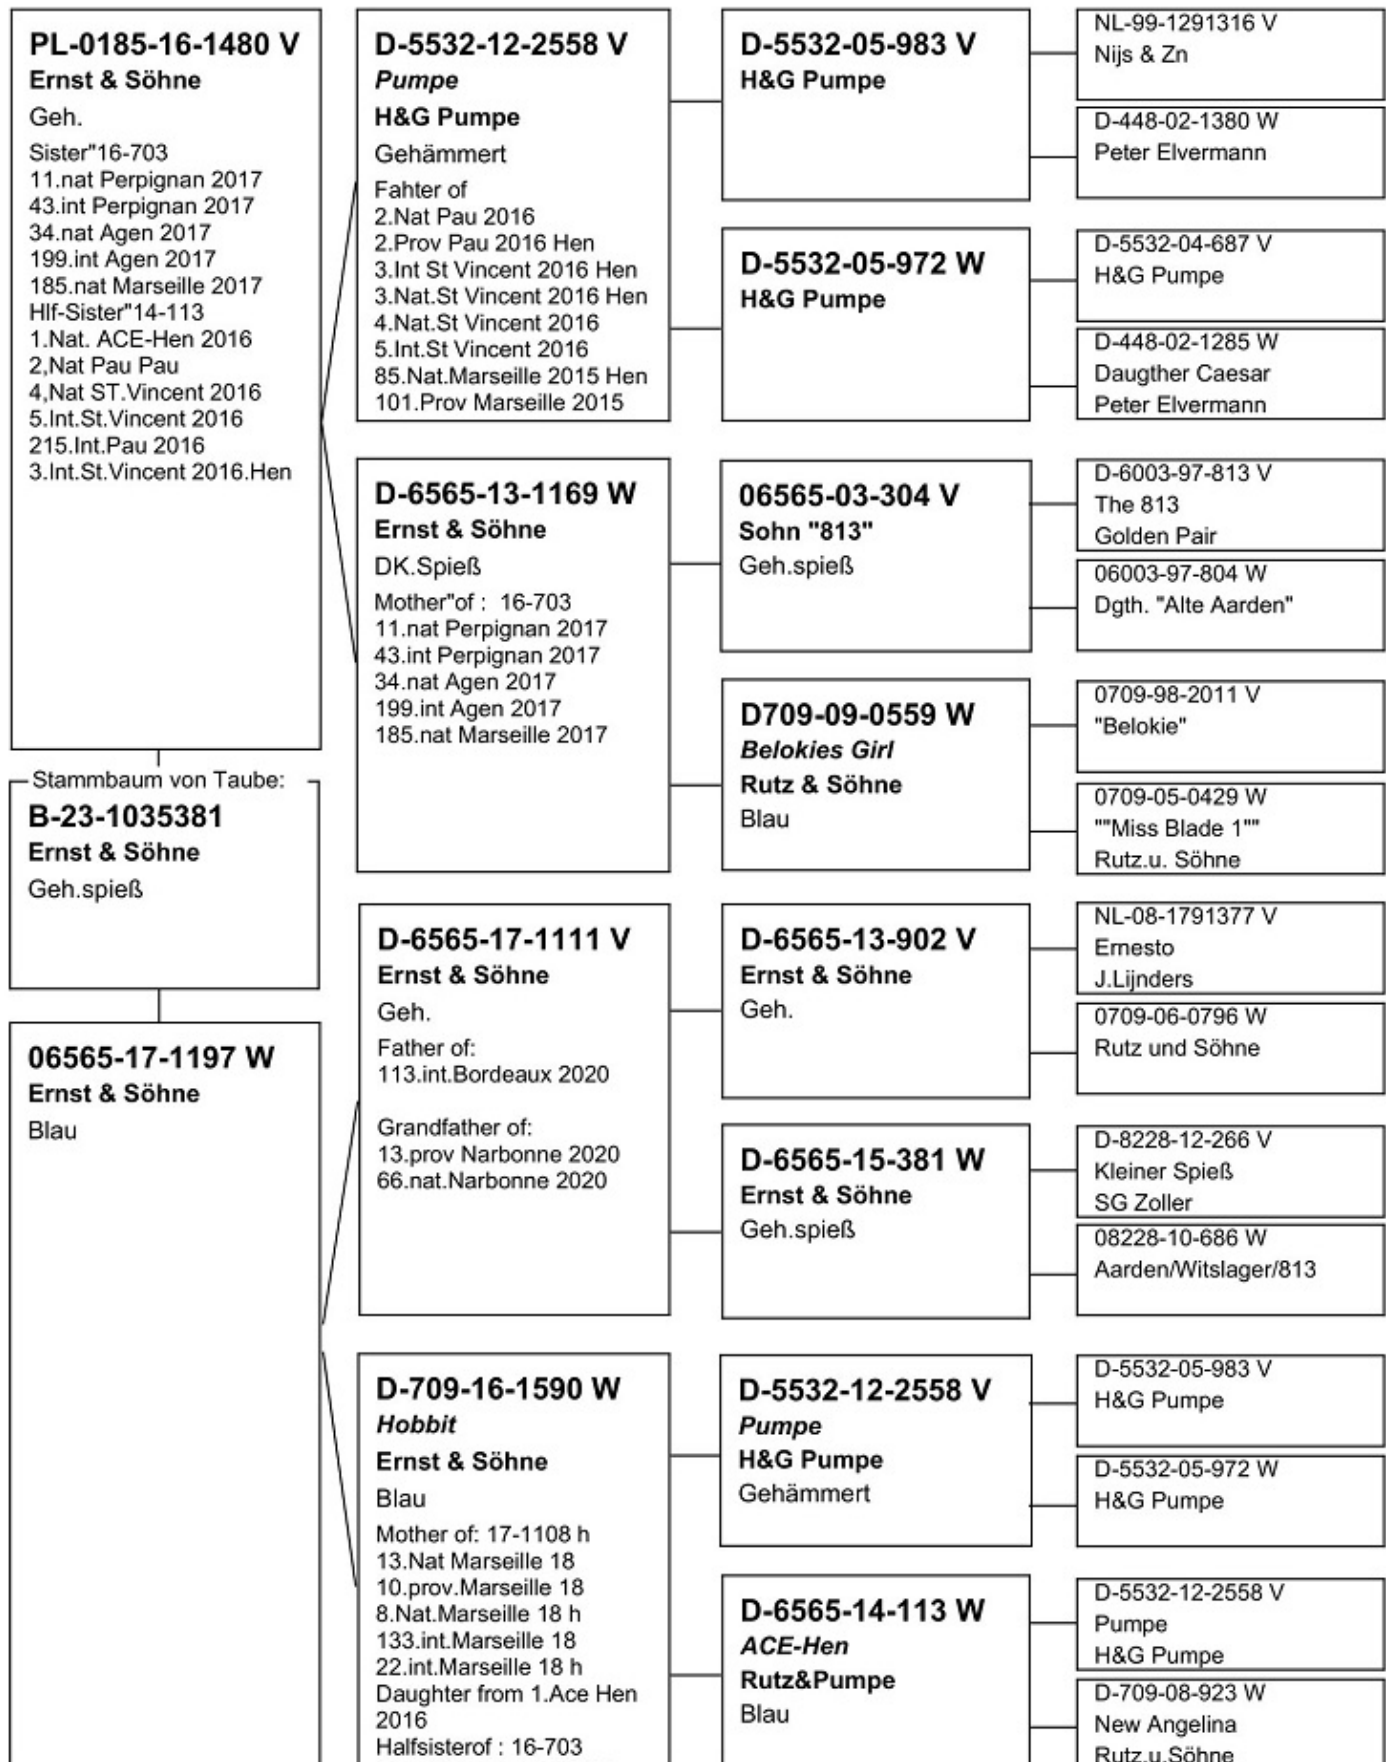 PL-0185-16-1480 V
Ernst & Söhne
Geh.
Sister"16-703
11.nat Perpignan 2017
43.int Perpignan 2017
34.nat Agen 2017
199.int Agen 2017
185.nat Marseille 2017
Hlf-Sister"14-113
1.Nat. ACE-Hen 2016
2,Nat Pau Pau
4,Nat ST.Vincent 2016
5.Int.St.Vincent 2016
215.Int.Pau 2016
3.Int.St.Vincent 2016.Hen
Stammbaum von Taube:
B-23-1035381
Ernst & Söhne
Geh.spieß
06565-17-1197 W
Ernst & Söhne
Blau
D-5532-12-2558 V
Pumpe
H&G Pumpe
Gehämmert
Fahter of
2.Nat Pau 2016
2.Prov Pau 2016 Hen
3.Int St Vincent 2016 Hen
3.Nat.St Vincent 2016 Hen
4.Nat.St Vincent 2016
5.Int.St Vincent 2016
85.Nat.Marseille 2015 Hen
101.Prov Marseille 2015
D-6565-13-1169 W
Ernst & Söhne
DK.Spieß
Mother"of : 16-703
11.nat Perpignan 2017
43.int Perpignan 2017
34.nat Agen 2017
199.int Agen 2017
185.nat Marseille 2017
D-6565-17-1111 V
Ernst & Söhne
Geh.
Father of:
113.int.Bordeaux 2020
Grandfather of:
13.prov Narbonne 2020
66.nat.Narbonne 2020
D-709-16-1590 W
Hobbit
Ernst & Söhne
Blau
Mother of: 17-1108 h
13.Nat Marseille 18
10.prov.Marseille 18
8.Nat.Marseille 18 h
133.int.Marseille 18
22.int.Marseille 18 h
Daughter from 1.Ace Hen
2016
Halfsisterof : 16-703
D-5532-05-983 V
H&G Pumpe
D-5532-05-972 W
H&G Pumpe
06565-03-304 V
Sohn "813"
Geh.spieß
D709-09-0559 W
Belokies Girl
Rutz & Söhne
Blau
D-6565-13-902 V
Ernst & Söhne
Geh.
D-6565-15-381 W
Ernst & Söhne
Geh.spieß
D-5532-12-2558 V
Pumpe
H&G Pumpe
Gehämmert
D-6565-14-113 W
ACE-Hen
Rutz&Pumpe
Blau
NL-99-1291316 V
Nijs & Zn
D-448-02-1380 W
Peter Elvermann
D-5532-04-687 V
H&G Pumpe
D-448-02-1285 W
Daugther Caesar
Peter Elvermann
D-6003-97-813 V
The 813
Golden Pair
06003-97-804 W
Dgth. "Alte Aarden"
0709-98-2011 V
"Belokie"
0709-05-0429 W
""Miss Blade 1""
Rutz.u. Söhne
NL-08-1791377 V
Ernesto
J.Lijnders
0709-06-0796 W
Rutz und Söhne
D-8228-12-266 V
Kleiner Spieß
SG Zoller
08228-10-686 W
Aarden/Witslager/813
D-5532-05-983 V
H&G Pumpe
D-5532-05-972 W
H&G Pumpe
D-5532-12-2558 V
Pumpe
H&G Pumpe
D-709-08-923 W
New Angelina
Rutz.u.Söhne